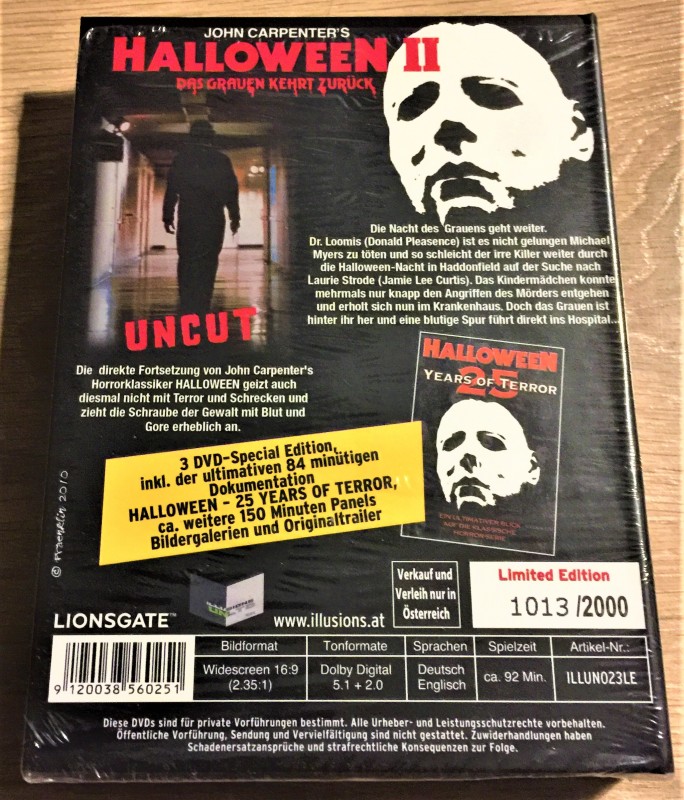 JOHN CARPENTER'S
HALLOWEEN II
DAS GRAUEN KEHRT ZURÜCK
Die Nacht des Grauens geht weiter.
Dr. Loomis (Donald Pleasence) ist es nicht gelungen Michael
Myers zu töten und so schleicht der irre Killer weiter durch
die Halloween-Nacht in Haddonfield auf der Suche nach
Laurie Strode (Jamie Lee Curtis). Das Kindermädchen konnte
mehrmals nur knapp den Angriffen des Mörders entgehen
und erholt sich nun im Krankenhaus. Doch das Grauen ist
hinter ihr her und eine blutige Spur führt direkt ins Hospital...
UNCUT
Die direkte Fortsetzung von John Carpenter's
Horrorklassiker HALLOWEEN geizt auch
diesmal nicht mit Terror und Schrecken und
zieht die Schraube der Gewalt mit Blut und
Gore erheblich an.
HALLOWEEN
25
YEARS OF TERROR
EIN ULTIMATIVER BLICK
AUF DIE KLASSISCHE
HORROR-SERIE
3 DVD-Special Edition,
inkl. der ultimativen 84 minütigen
Dokumentation
HALLOWEEN - 25 YEARS OF TERROR,
ca. weitere 150 Minuten Panels
Bildergalerien und Originaltrailer
LIONSGATE™
www.illusions.at
Verkauf und
Verleih nur in
Österreich
Limited Edition
1013/2000
Bildformat
Tonformate
Sprachen
Spielzeit
Artikel-Nr.:
Widescreen 16:9
(2.35:1)
Dolby Digital
5.1 + 2.0
Deutsch
Englisch
ca. 92 Min.
ILLUN023LE
9 120038 560251
Diese DVDs sind für private Vorführungen bestimmt. Alle Urheber- und Leistungsschutzrechte vorbehalten.
Öffentliche Vorführung, Sendung und Vervielfältigung sind nicht gestattet. Zuwiderhandlungen haben
Schadenersatzansprüche und strafrechtliche Konsequenzen zur Folge.